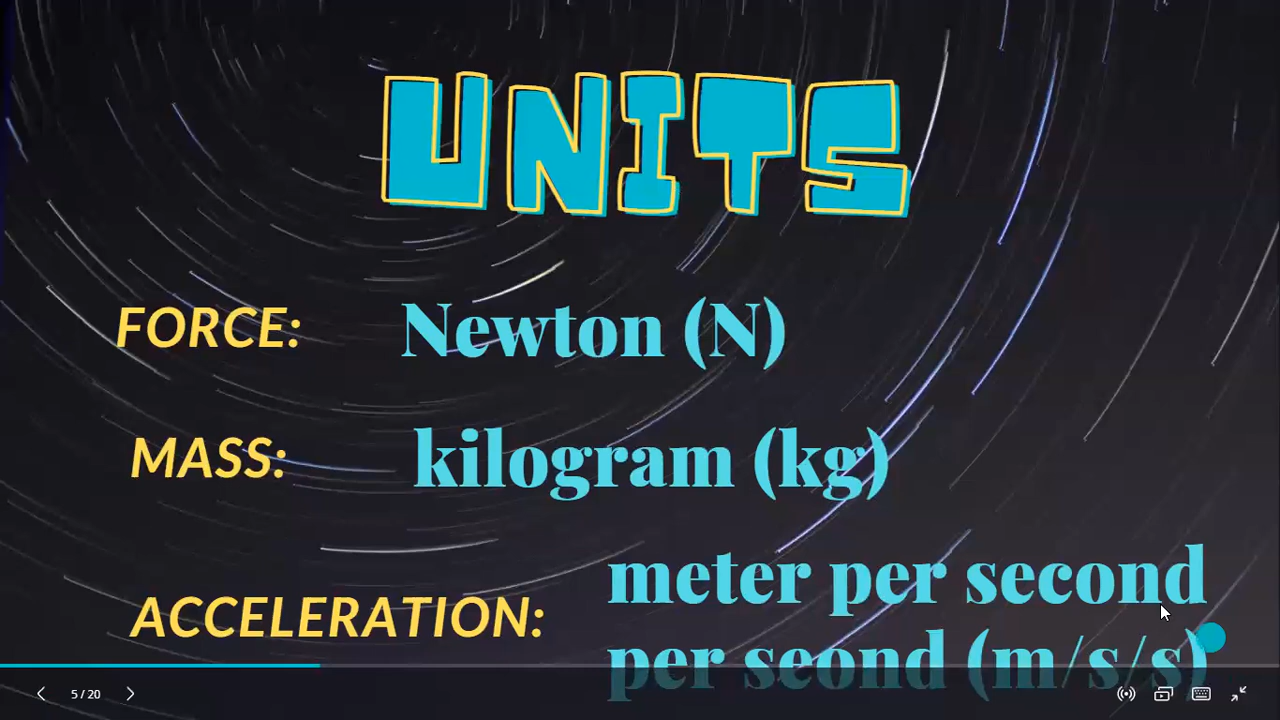 UNITS
FORCE: Newton (N)
MASS: kilogram (kg)
ACCELERATION: meter per second
per seond (m/s/s)
5 / 20